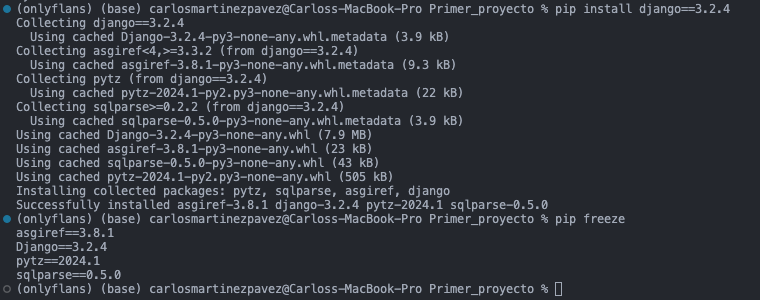 (onlyflans) (base) carlosmartinezpavez@Carloss-MacBook-Pro Primer_proyecto % pip install django==3.2.4
Collecting django==3.2.4
  Using cached Django-3.2.4-py3-none-any.whl.metadata (3.9 kB)
Collecting asgiref<4,>=3.3.2 (from django==3.2.4)
  Using cached asgiref-3.8.1-py3-none-any.whl.metadata (9.3 kB)
Collecting pytz (from django==3.2.4)
  Using cached pytz-2024.1-py2.py3-none-any.whl.metadata (22 kB)
Collecting sqlparse>=0.2.2 (from django==3.2.4)
  Using cached sqlparse-0.5.0-py3-none-any.whl.metadata (3.9 kB)
Using cached Django-3.2.4-py3-none-any.whl (7.9 MB)
Using cached asgiref-3.8.1-py3-none-any.whl (23 kB)
Using cached sqlparse-0.5.0-py3-none-any.whl (43 kB)
Using cached pytz-2024.1-py2.py3-none-any.whl (505 kB)
Installing collected packages: pytz, sqlparse, asgiref, django
Successfully installed asgiref-3.8.1 django-3.2.4 pytz-2024.1 sqlparse-0.5.0
(onlyflans) (base) carlosmartinezpavez@Carloss-MacBook-Pro Primer_proyecto % pip freeze
asgiref==3.8.1
Django==3.2.4
pytz==2024.1
sqlparse==0.5.0
(onlyflans) (base) carlosmartinezpavez@Carloss-MacBook-Pro Primer_proyecto %